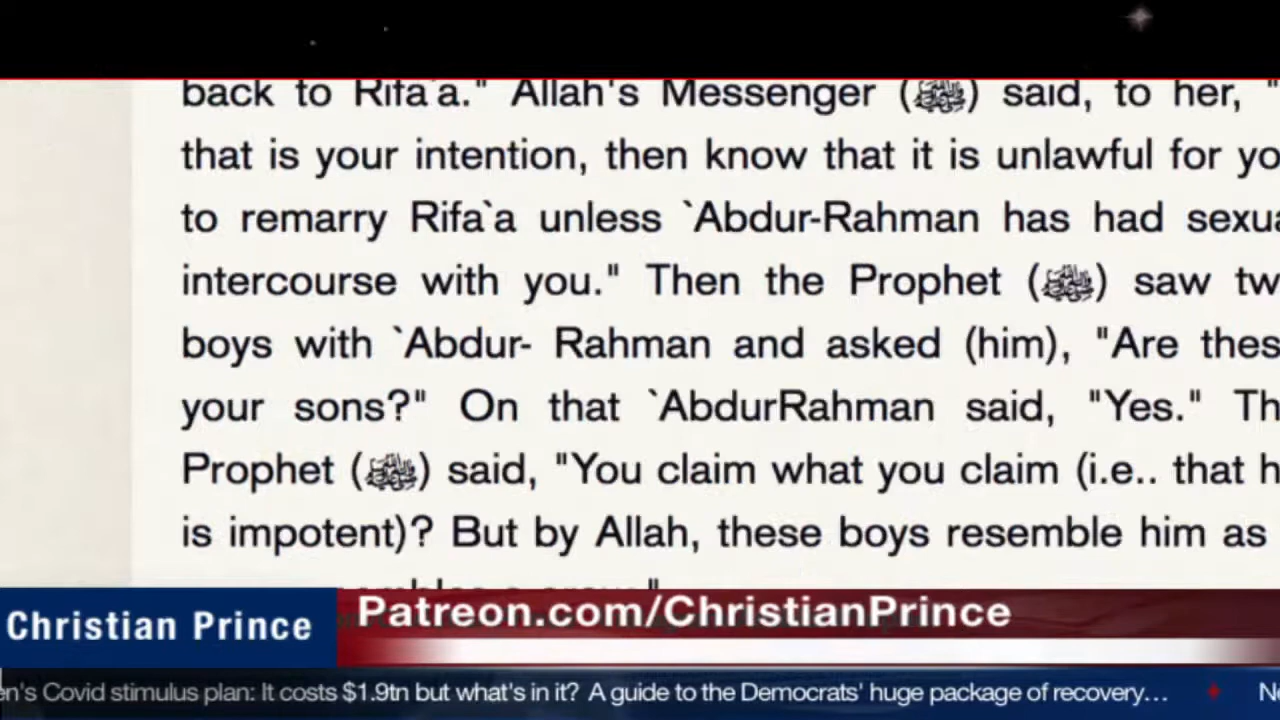 back to Rifa`a." Allah's Messenger (ﷺ) said, to her, "
that is your intention, then know that it is unlawful for yo
to remarry Rifa`a unless `Abdur-Rahman has had sexua
intercourse with you." Then the Prophet (ﷺ) saw tw
boys with `Abdur- Rahman and asked (him), "Are thes
your sons?" On that `AbdurRahman said, "Yes." Th
Prophet (ﷺ) said, "You claim what you claim (i.e.. that h
is impotent)? But by Allah, these boys resemble him as
Christian Prince
Patreon.com/ChristianPrince
en's Covid stimulus plan: It costs $1.9tn but what's in it? A guide to the Democrats' huge package of recovery… Ne